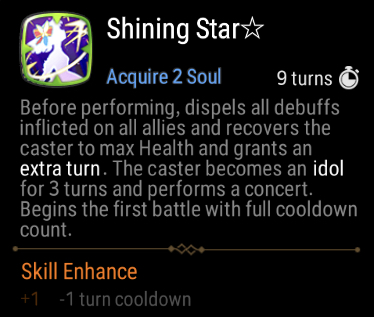 Shining Star☆
Acquire 2 Soul
9 turns
Before performing, dispels all debuffs
inflicted on all allies and recovers the
caster to max Health and grants an
extra turn. The caster becomes an idol
for 3 turns and performs a concert.
Begins the first battle with full cooldown
count.
Skill Enhance
+1 -1 turn cooldown